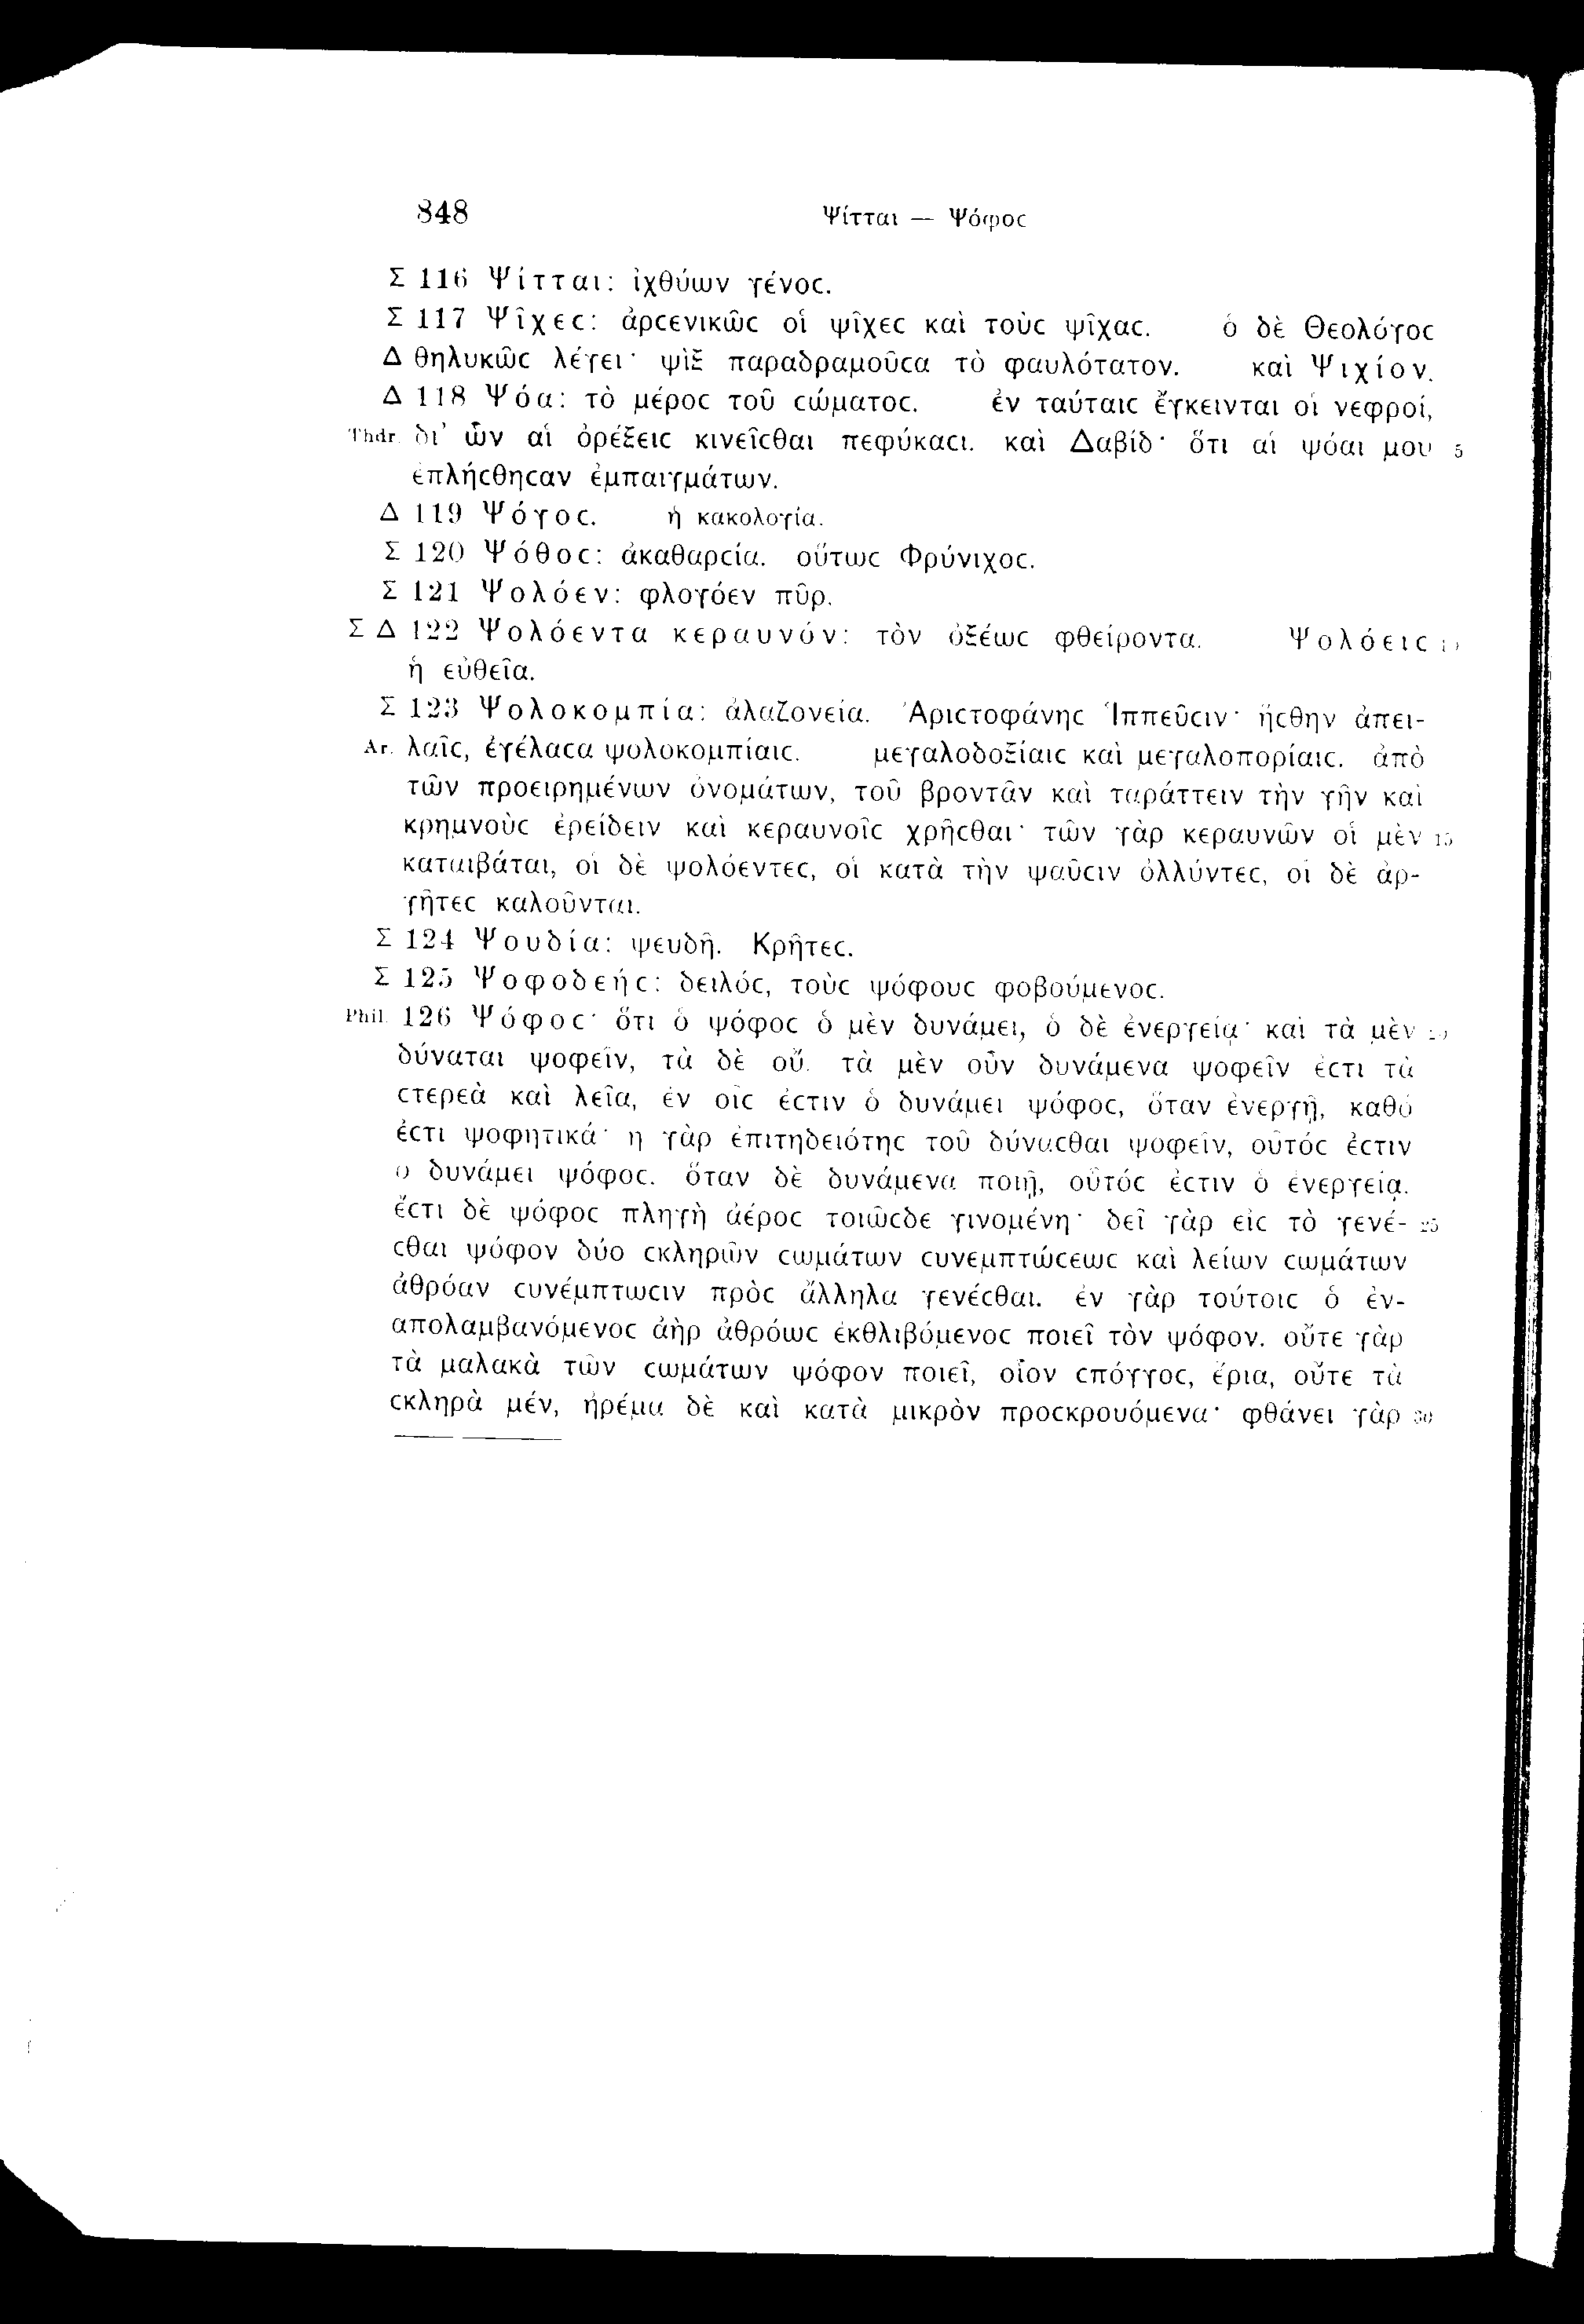 848 Ψίτται — Ψόφοϲ
Σ 116 Ψίτται: ἰχθύων γένοϲ.
Σ 117 Ψῖχεϲ: ἀρϲενικῶϲ οἱ ψῖχεϲ καὶ τοὺϲ ψῖχαϲ. ὁ δὲ Θεολόγοϲ
Δ θηλυκῶϲ λέγει· ψὶξ παραδραμοῦϲα τὸ φαυλότατον. καὶ Ψιχίον.
Δ 118 Ψόα: τὸ μέροϲ τοῦ ϲώματοϲ. ἐν ταύταιϲ ἔγκεινται οἱ νεφροί,
Thdr. δι’ ὧν αἱ ὀρέξειϲ κινεῖϲθαι πεφύκαϲι. καὶ Δαβίδ· ὅτι αἱ ψόαι μου 5
ἐπλήϲθηϲαν ἐμπαιγμάτων.
Δ 119 Ψόγοϲ. ἡ κακολογία.
Σ 120 Ψόθοϲ: ἀκαθαρϲία. οὕτωϲ Φρύνιχοϲ.
Σ 121 Ψολόεν: φλογόεν πῦρ.
Σ Δ 122 Ψολόεντα κεραυνόν: τὸν ὀξέωϲ φθείροντα. Ψολόειϲ 10
ἡ εὐθεῖα.
Σ 123 Ψολοκομπία: ἀλαζονεία. Ἀριϲτοφάνηϲ Ἱππεῦϲιν· ἥϲθην ἀπει-
Ar. λαῖϲ, ἐγέλαϲα ψολοκομπίαιϲ. μεγαλοδοξίαιϲ καὶ μεγαλοπορίαιϲ. ἀπὸ
τῶν προειρημένων ὀνομάτων, τοῦ βροντᾶν καὶ ταράττειν τὴν γῆν καὶ
κρημνοὺϲ ἐρείδειν καὶ κεραυνοῖϲ χρῆϲθαι· τῶν γὰρ κεραυνῶν οἱ μὲν 15
καταιβάται, οἱ δὲ ψολόεντεϲ, οἱ κατὰ τὴν ψαῦϲιν ὀλλύντεϲ, οἱ δὲ ἀρ-
γῆτεϲ καλοῦνται.
Σ 124 Ψουδία: ψευδῆ. Κρῆτεϲ.
Σ 125 Ψοφοδεήϲ: δειλόϲ, τοὺϲ ψόφουϲ φοβούμενοϲ.
Phil. 126 Ψόφοϲ· ὅτι ὁ ψόφοϲ ὁ μὲν δυνάμει, ὁ δὲ ἐνεργείᾳ· καὶ τὰ μὲν 20
δύναται ψοφεῖν, τὰ δὲ οὔ. τὰ μὲν οὖν δυνάμενα ψοφεῖν ἐϲτι τὰ
ϲτερεὰ καὶ λεῖα, ἐν οἷϲ ἐϲτιν ὁ δυνάμει ψόφοϲ, ὅταν ἐνεργῇ, καθό
ἐϲτι ψοφητικά· ἡ γὰρ ἐπιτηδειότηϲ τοῦ δύναϲθαι ψοφεῖν, οὗτόϲ ἐϲτιν
ὁ δυνάμει ψόφοϲ. ὅταν δὲ δυνάμενα ποιῇ, οὗτόϲ ἐϲτιν ὁ ἐνεργείᾳ.
ἔϲτι δὲ ψόφοϲ πληγὴ ἀέροϲ τοιῶϲδε γινομένη· δεῖ γὰρ εἰϲ τὸ γενέ- 25
ϲθαι ψόφον δύο ϲκληρῶν ϲωμάτων ϲυνεμπτώϲεωϲ καὶ λείων ϲωμάτων
ἀθρόαν ϲυνέμπτωϲιν πρὸϲ ἄλληλα γενέϲθαι. ἐν γὰρ τούτοιϲ ὁ ἐν-
απολαμβανόμενοϲ ἀὴρ ἀθρόωϲ ἐκθλιβόμενοϲ ποιεῖ τὸν ψόφον. οὔτε γὰρ
τὰ μαλακὰ τῶν ϲωμάτων ψόφον ποιεῖ, οἷον ϲπόγγοϲ, ἔρια, οὔτε τὰ
ϲκληρὰ μέν, ἠρέμα δὲ καὶ κατὰ μικρὸν προϲκρουόμενα· φθάνει γὰρ 30